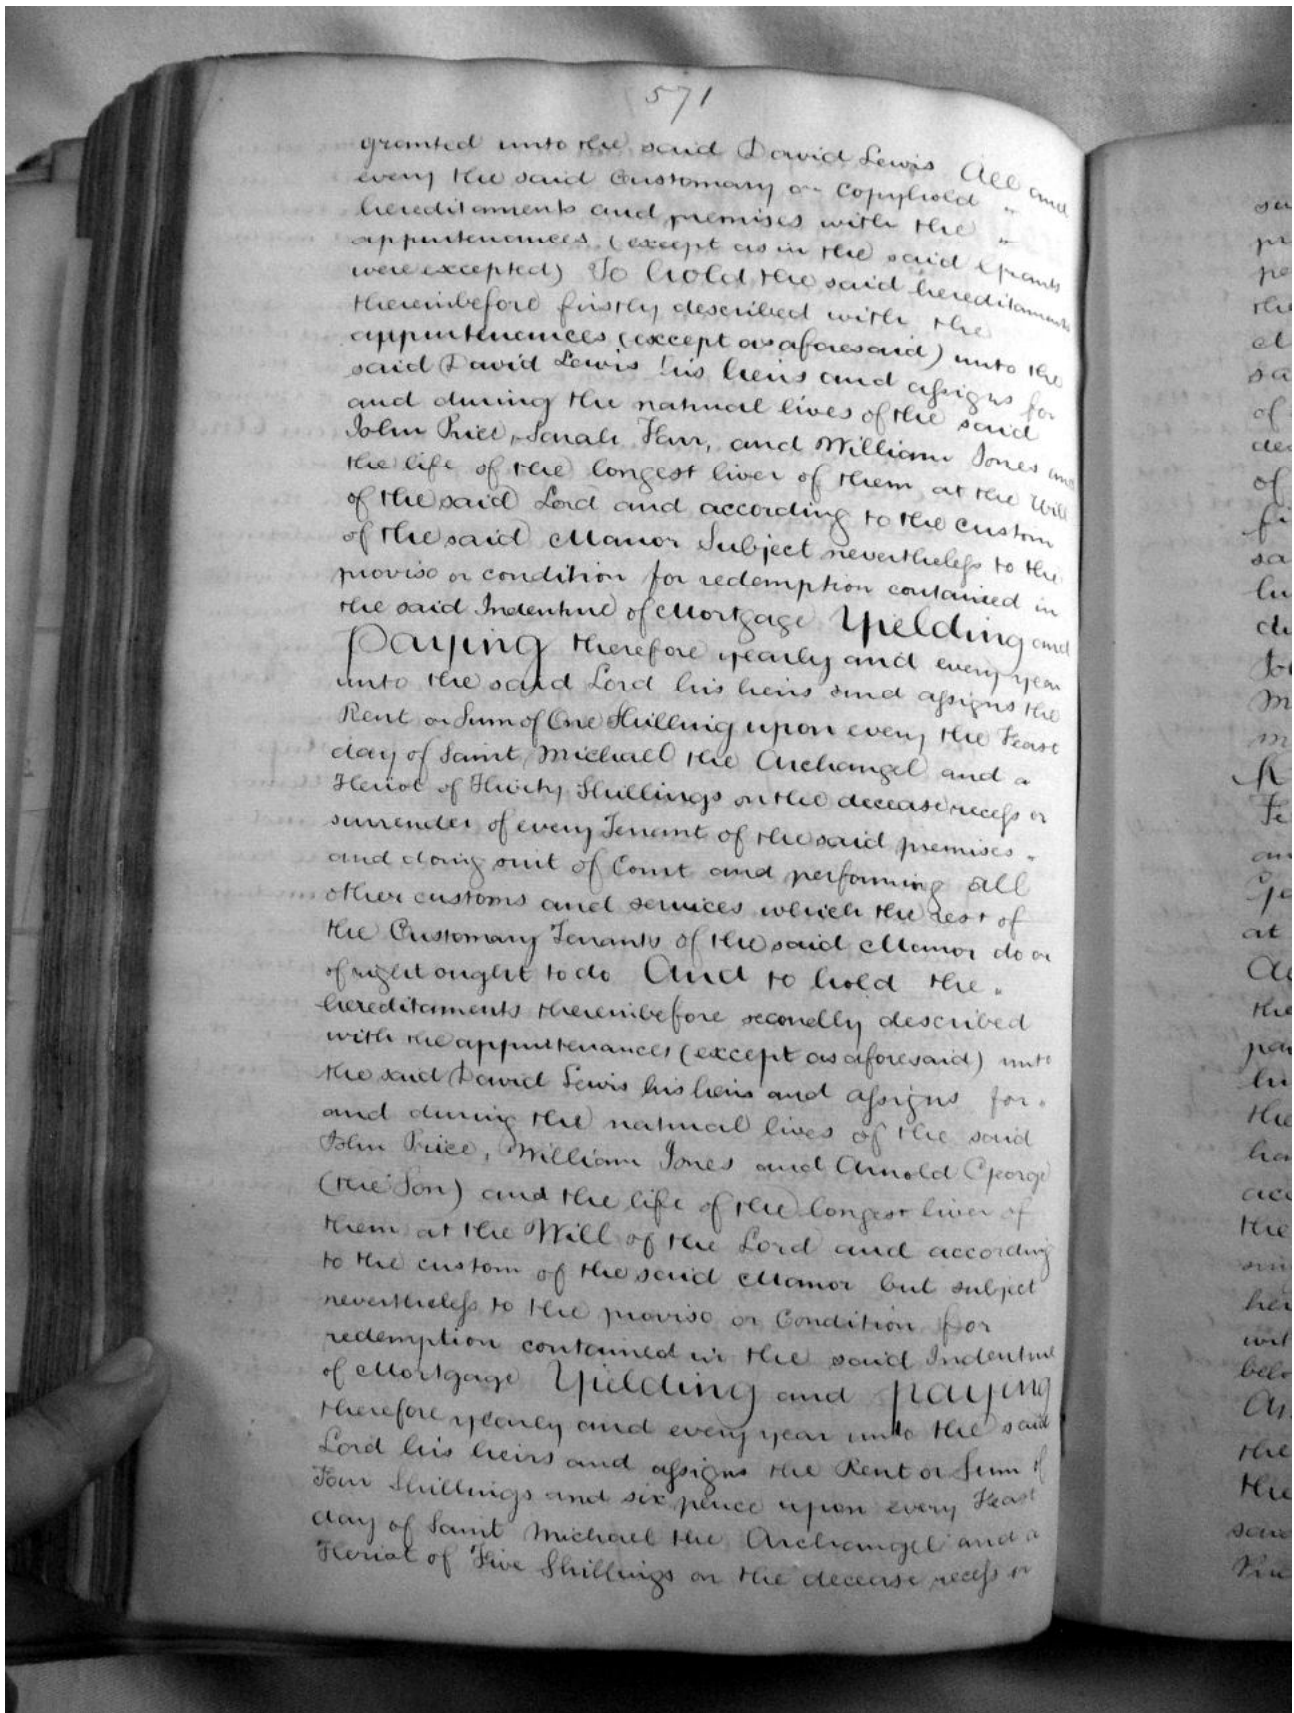 571
granted unto the said David Lewis All and
every the said Customary or Copyhold "
hereditaments and premises with the "
appurtenances (except as in the said Grants
were excepted) To hold the said hereditaments
thereinbefore firstly described with the
appurtenances (except as aforesaid) unto the
said David Lewis his heirs and assigns for
and during the natural lives of the said
John Price, Sarah Farr, and William Jones and
the life of the longest liver of them at the Will
of the said Lord and according to the custom
of the said Manor Subject nevertheless to the
proviso or condition for redemption contained in
the said Indenture of Mortgage Yielding and
paying therefore yearly and every year
unto the said Lord his heirs and assigns the
Rent or Sum of One Shilling upon every the Feast
day of Saint Michael the Archangel and a
Heriot of Thirty Shillings on the decease recess or
surrender of every Tenant of the said premises "
and doing suit of Court and performing all
other customs and services which the rest of
the Customary Tenants of the said Manor do or
of right ought to do And to hold the "
hereditaments thereinbefore secondly described
with the appurtenances (except as aforesaid) unto
the said David Lewis his heirs and assigns for "
and during the natural lives of the said
John Price, William Jones and Arnold George
(the Son) and the life of the longest liver of
them at the Will of the Lord and according
to the custom of the said Manor but subject
nevertheless to the proviso or Condition for
redemption contained in the said Indenture
of Mortgage Yielding and paying
therefore yearly and every year unto the said
Lord his heirs and assigns the Rent or Sum of
Four Shillings and six pence upon every Feast
day of Saint Michael the Archangel and a
Heriot of Five Shillings on the decease recess or